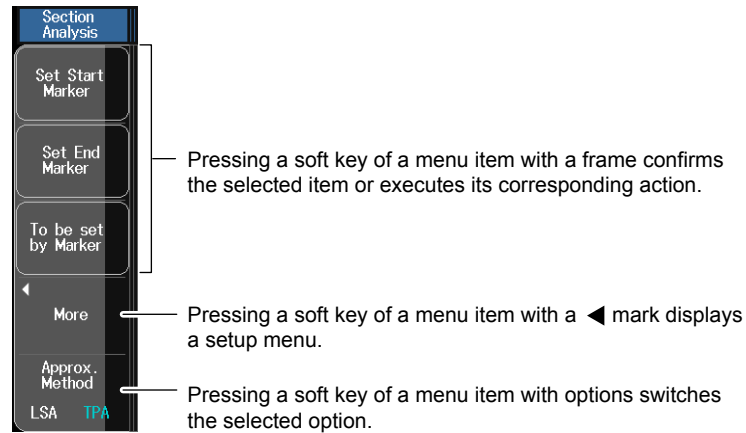 Section
Analysis
Set Start
Marker
Set End
Marker
To be set
by Marker
More
Approx.
Method
LSA TPA
Pressing a soft key of a menu item with a frame confirms
the selected item or executes its corresponding action.
Pressing a soft key of a menu item with a ◀ mark displays
a setup menu.
Pressing a soft key of a menu item with options switches
the selected option.